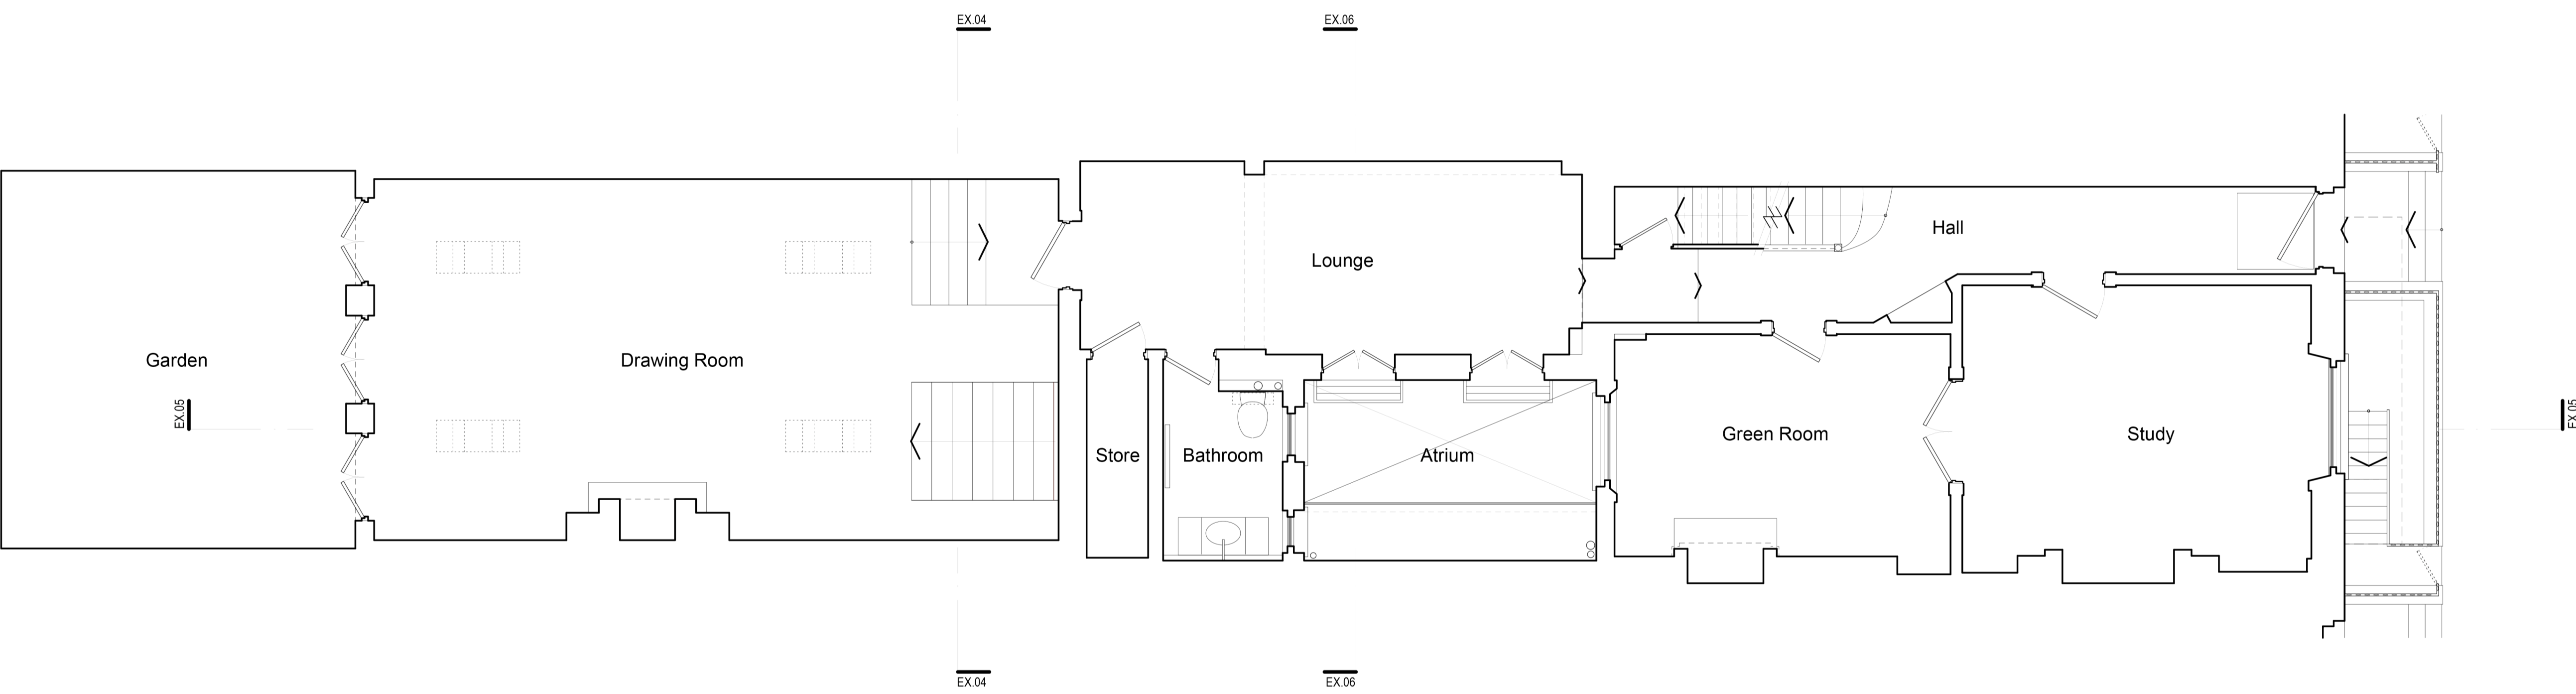 EX.04
EX.06
Hall
Lounge
Garden
Drawing Room
EX.05
EX.05
Green Room
Study
Store
Bathroom
Atrium
EX.04
EX.06